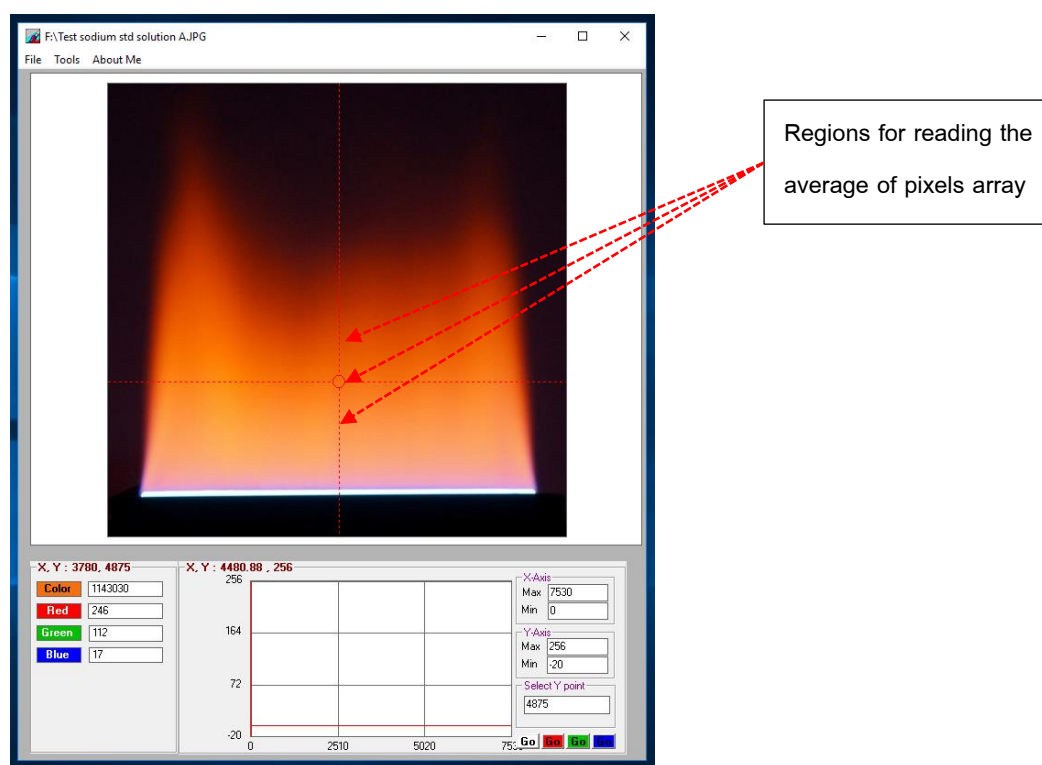 F:\Test sodium std solution A.JPG
File Tools About Me
Regions for reading the
average of pixels array
X, Y : 3780, 4875
Color 1143030
Red 246
Green 112
Blue 17
X, Y : 4480.88 , 256
256
164
72
-20
0 2510 5020
X-Axis
Max 7530
Min 0
Y-Axis
Max 256
Min -20
Select Y point
4875
Go Go Go Go